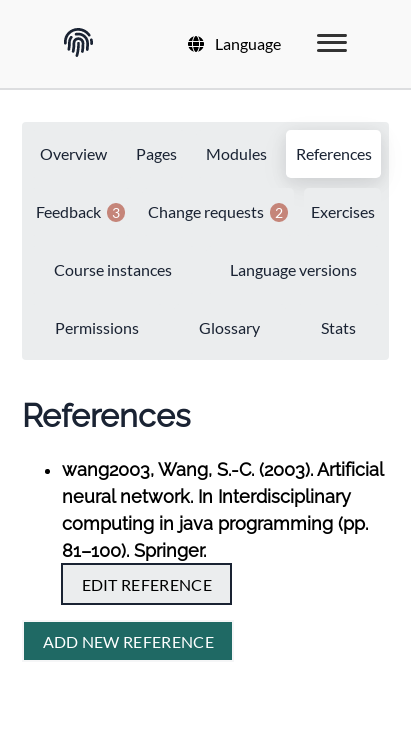 Language
Overview Pages Modules References
Feedback 3 Change requests 2 Exercises
Course instances Language versions
Permissions Glossary Stats
References
wang2003, Wang, S.-C. (2003). Artificial
neural network. In Interdisciplinary
computing in java programming (pp.
81–100). Springer.
EDIT REFERENCE
ADD NEW REFERENCE